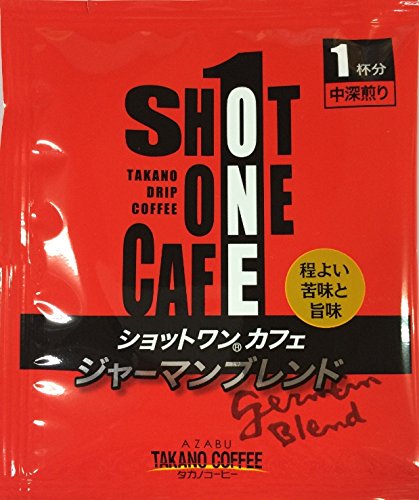 1杯分
中深煎り
SHOT
TAKANO
DRIP
COFFEE
ONE
CAFE
1
ONE
程よい
苦味と
旨味
ショットワン®カフェ
ジャーマンブレンド
German
Blend
AZABU
TAKANO COFFEE
タカノコーヒー